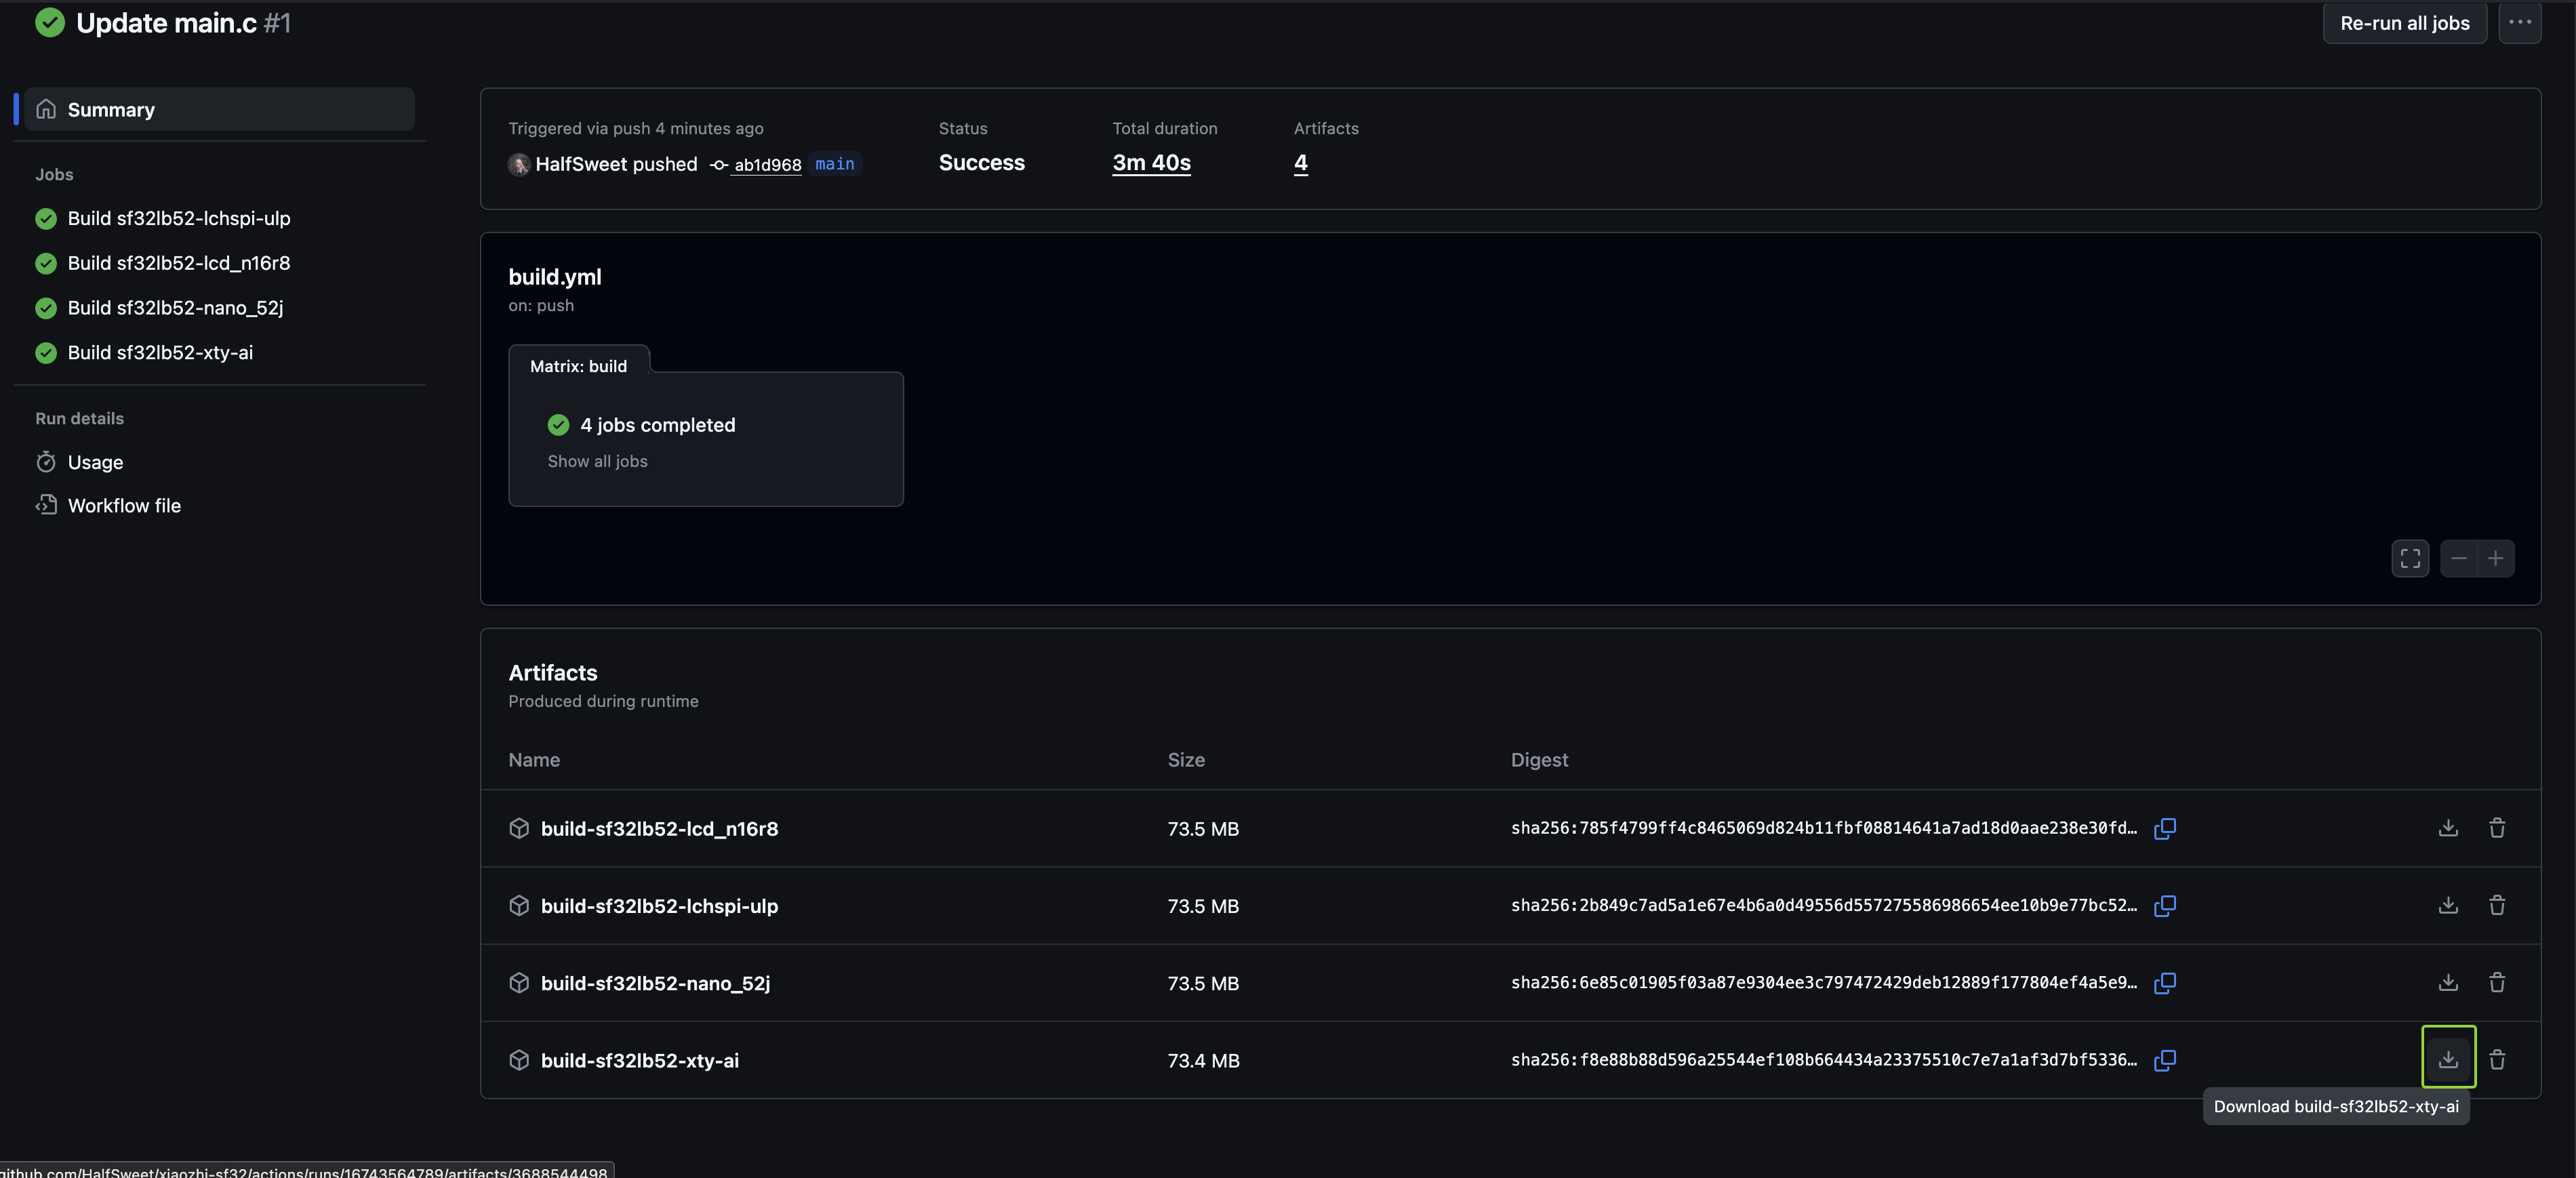 Update main.c #1
Re-run all jobs
Summary
Jobs
Build sf32lb52-lchspi-ulp
Build sf32lb52-lcd_n16r8
Build sf32lb52-nano_52j
Build sf32lb52-xty-ai
Run details
Usage
Workflow file
Triggered via push 4 minutes ago
HalfSweet pushed ab1d968 main
Status
Success
Total duration
3m 40s
Artifacts
4
build.yml
on: push
Matrix: build
4 jobs completed
Show all jobs
Artifacts
Produced during runtime
Name Size Digest
build-sf32lb52-lcd_n16r8 73.5 MB sha256:785f4799ff4c8465069d824b11fbf08814641a7ad18d0aae238e30fd…
build-sf32lb52-lchspi-ulp 73.5 MB sha256:2b849c7ad5a1e67e4b6a0d49556d557275586986654ee10b9e77bc52…
build-sf32lb52-nano_52j 73.5 MB sha256:6e85c01905f03a87e9304ee3c797472429deb12889f177804ef4a5e9…
build-sf32lb52-xty-ai 73.4 MB sha256:f8e88b88d596a25544ef108b664434a23375510c7e7a1af3d7bf5336…
Download build-sf32lb52-xty-ai
github.com/HalfSweet/xiaozhi-sf32/actions/runs/16743564789/artifacts/3688544498